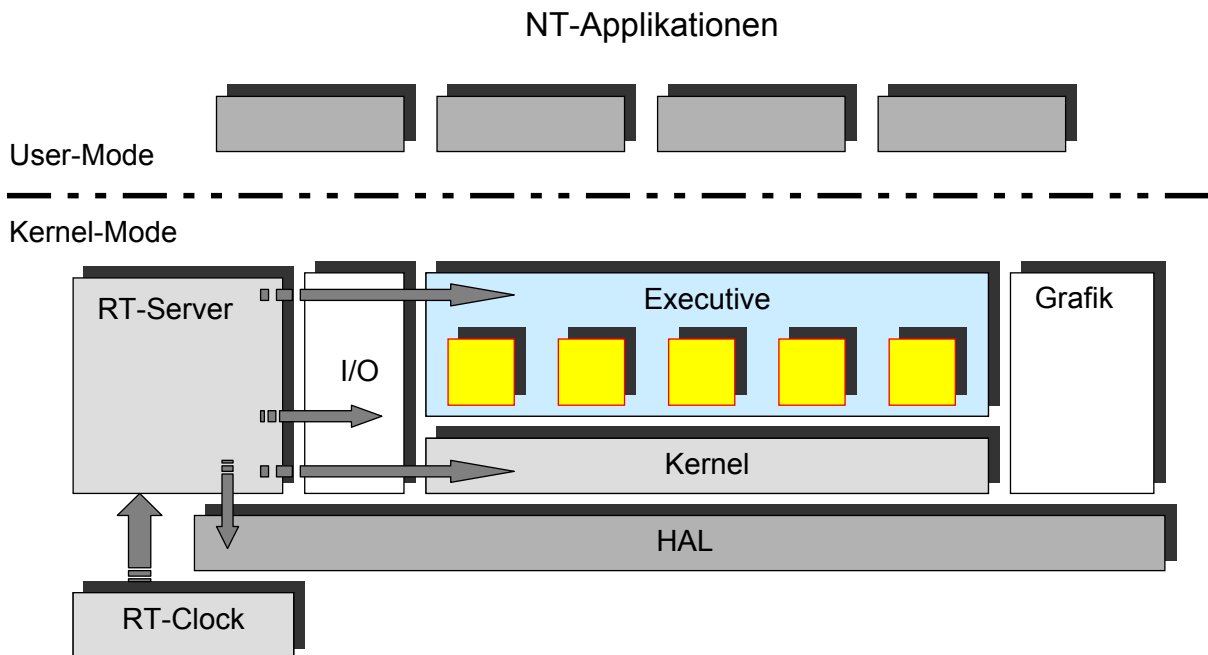 NT-Applikationen
User-Mode
Kernel-Mode
RT-Server
I/O
Executive
Grafik
Kernel
HAL
RT-Clock